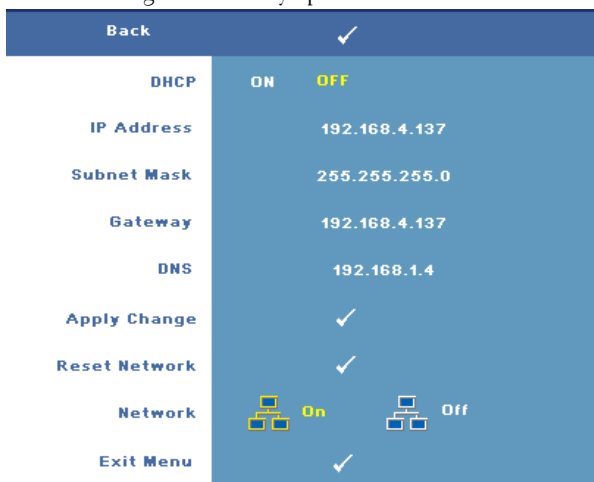 Back
DHCP ON OFF
IP Address 192.168.4.137
Subnet Mask 255.255.255.0
Gateway 192.168.4.137
DNS 192.168.1.4
Apply Change
Reset Network
Network On Off
Exit Menu